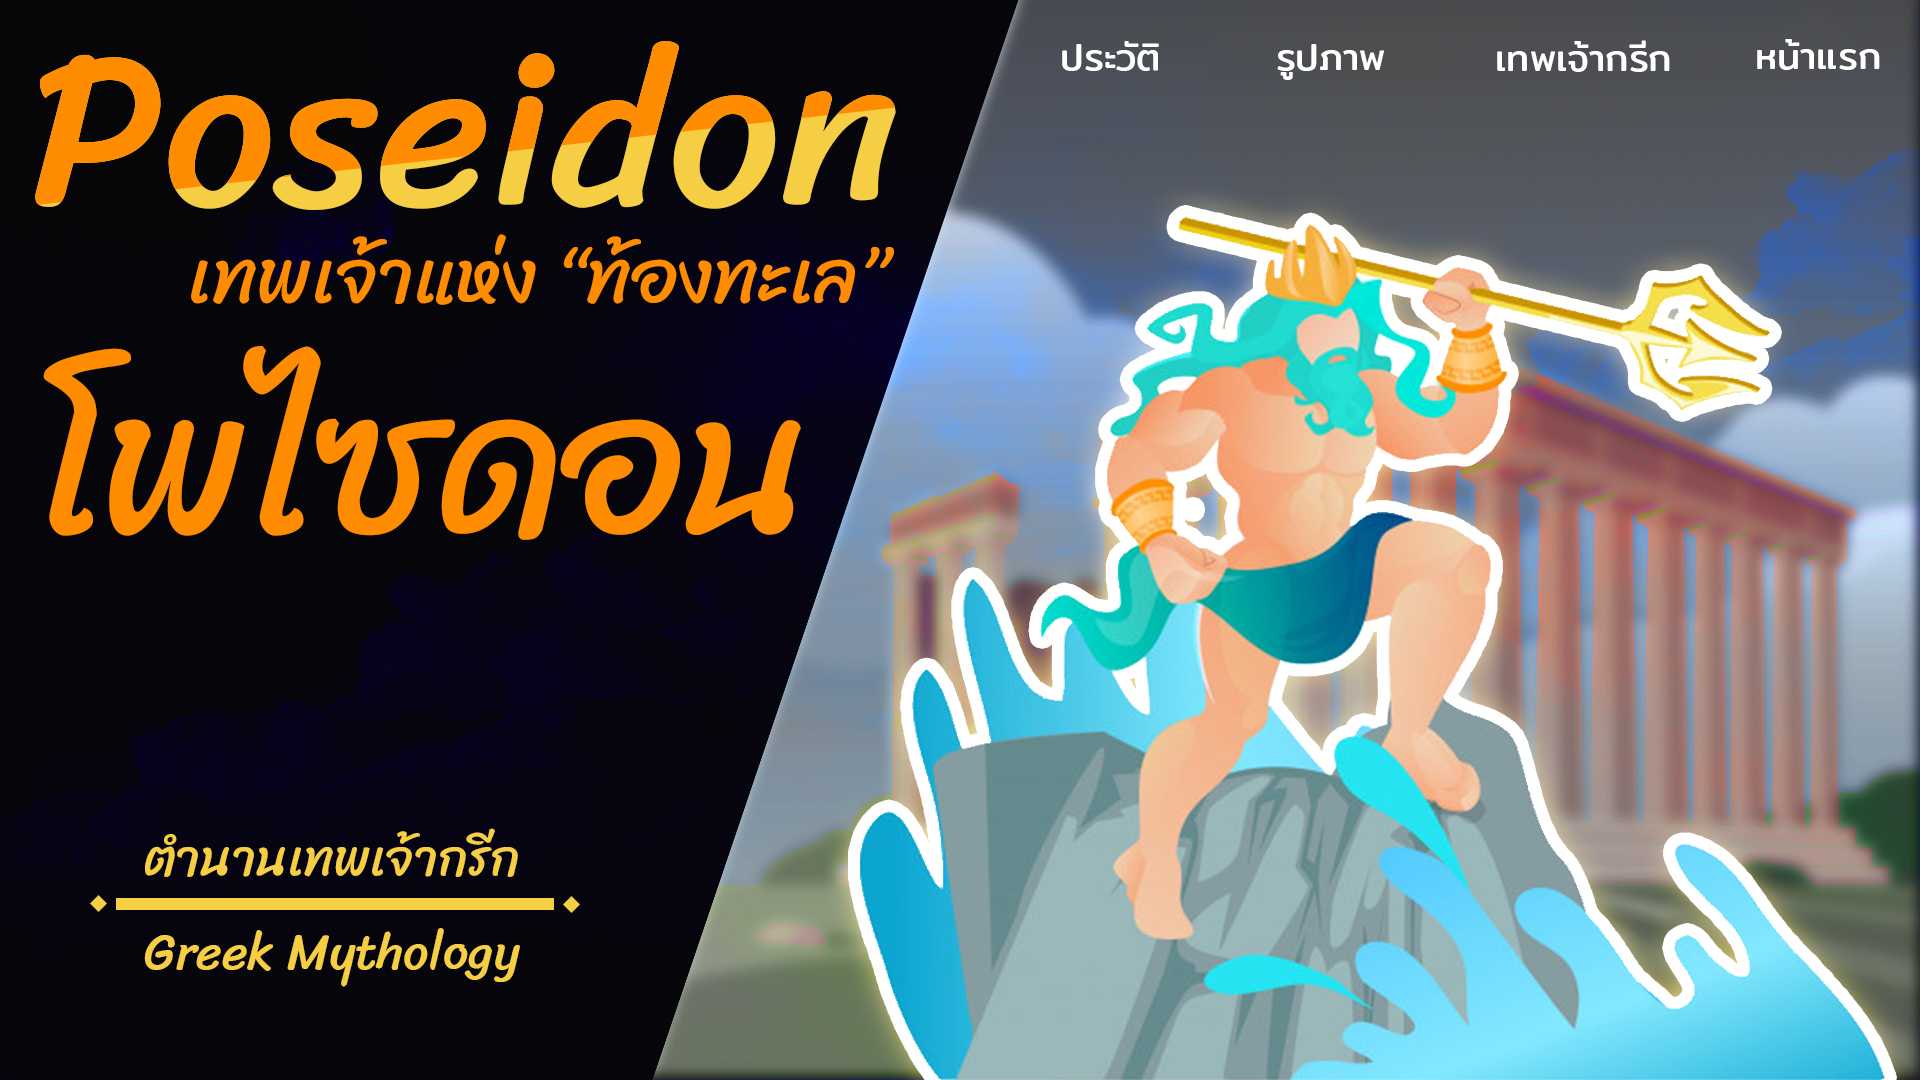 Poseidon
เทพเจ้าแห่ง “ท้องทะเล”
โพไซดอน
ตำนานเทพเจ้ากรีก
Greek Mythology
ประวัติ รูปภาพ เทพเจ้ากรีก หน้าแรก